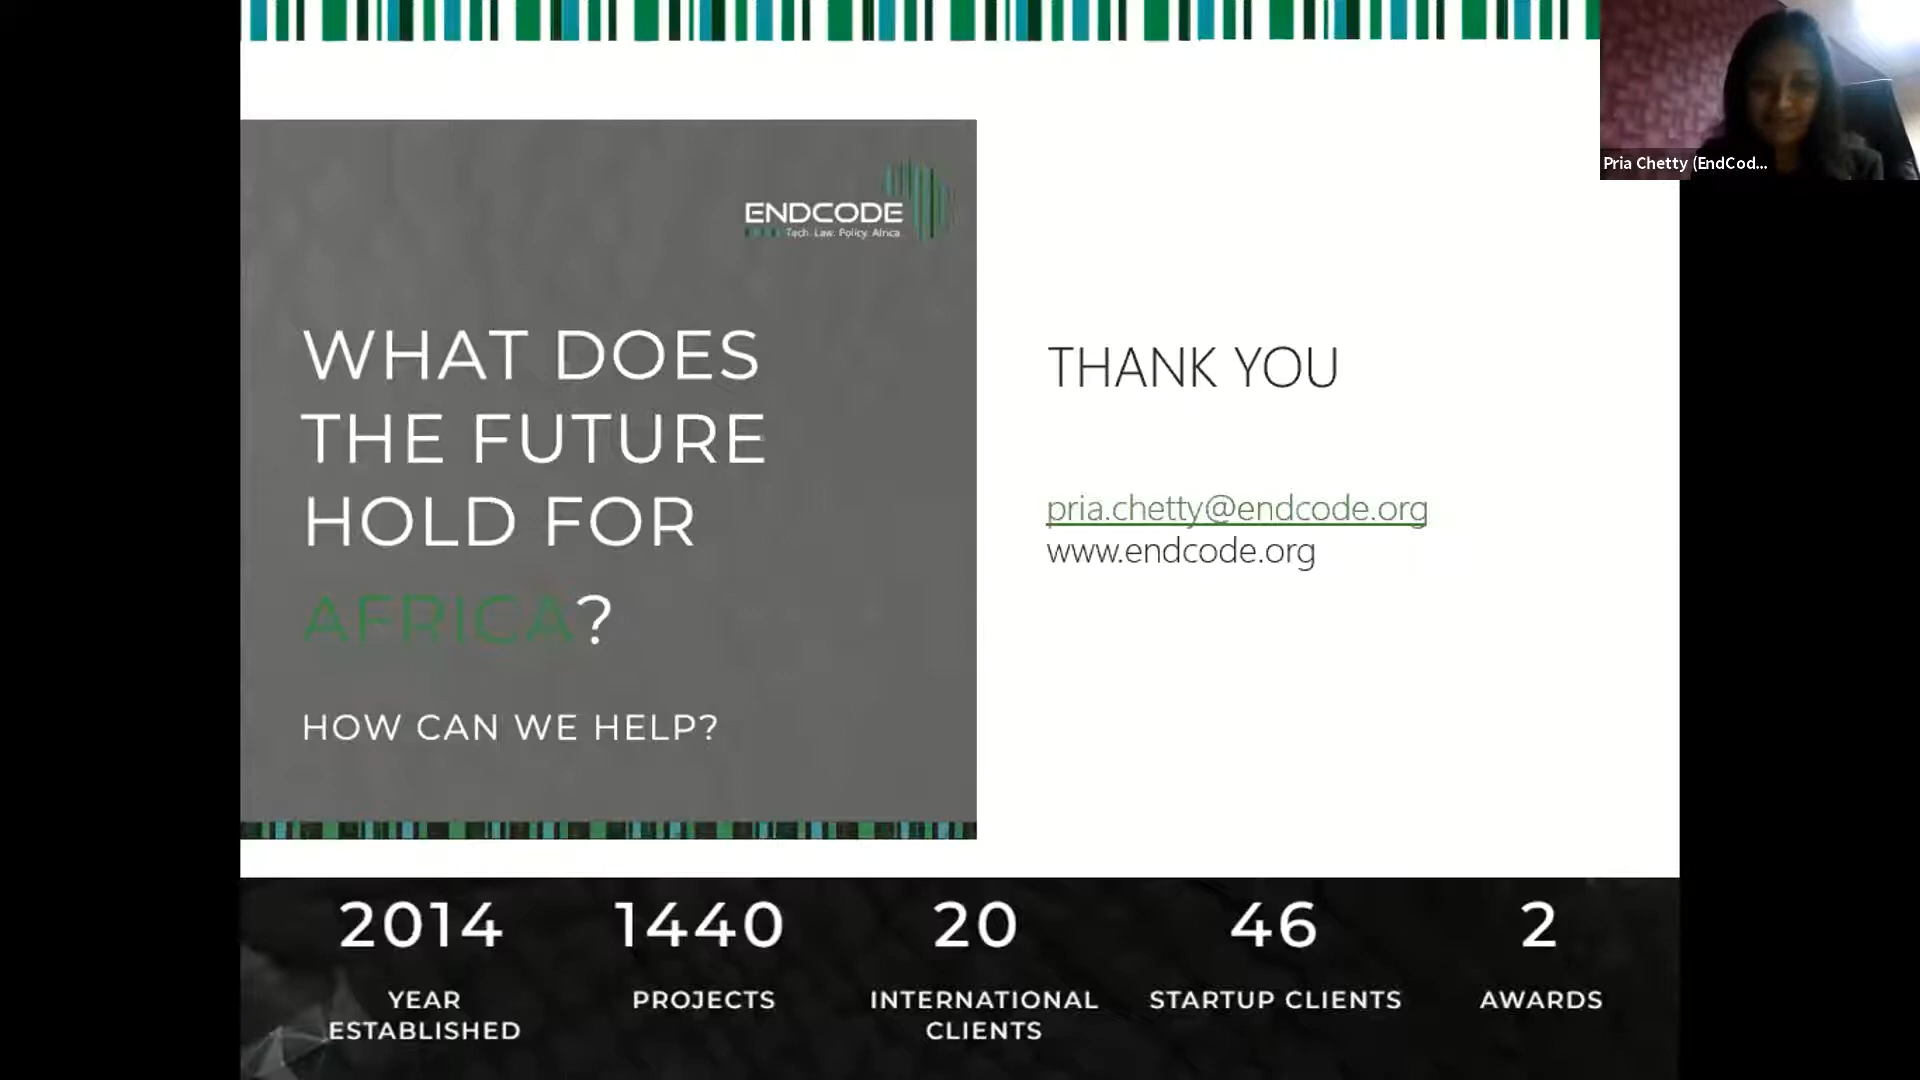 Pria Chetty (EndCod...
ENDCODE
Tech. Law. Policy. Africa.
WHAT DOES
THE FUTURE
HOLD FOR
AFRICA?
HOW CAN WE HELP?
THANK YOU
pria.chetty@endcode.org
www.endcode.org
2014
YEAR
ESTABLISHED
1440
PROJECTS
20
INTERNATIONAL
CLIENTS
46
STARTUP CLIENTS
2
AWARDS